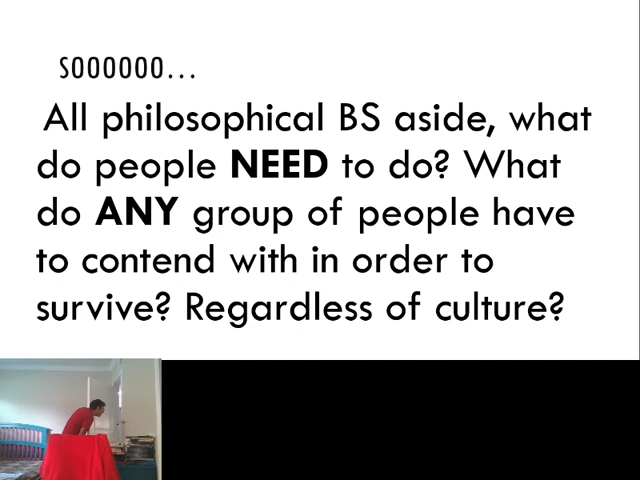 SOOOOOO...
All philosophical BS aside, what
do people NEED to do? What
do ANY group of people have
to contend with in order to
survive? Regardless of culture?